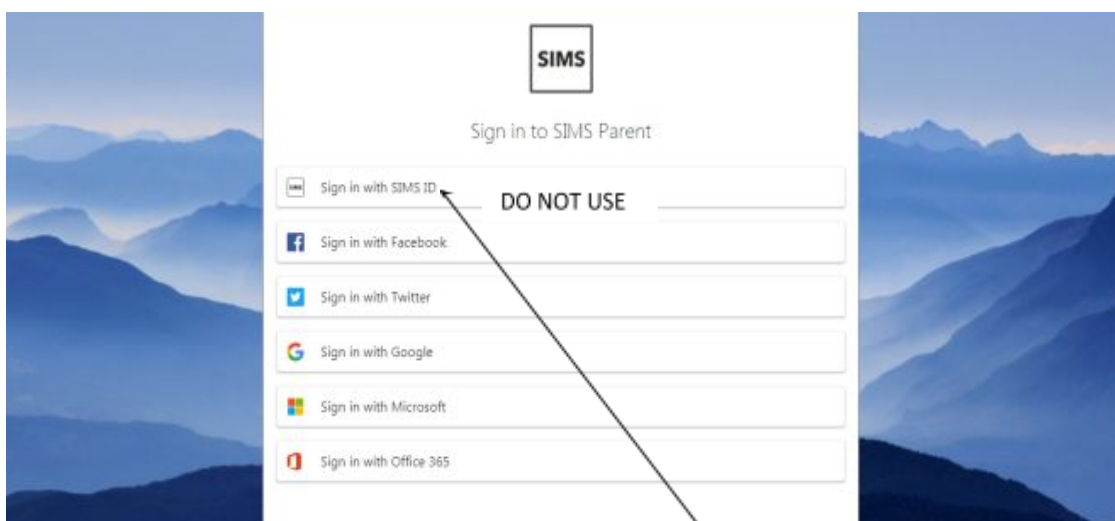 SIMS
Sign in to SIMS Parent
Sign in with SIMS ID
DO NOT USE
Sign in with Facebook
Sign in with Twitter
Sign in with Google
Sign in with Microsoft
Sign in with Office 365